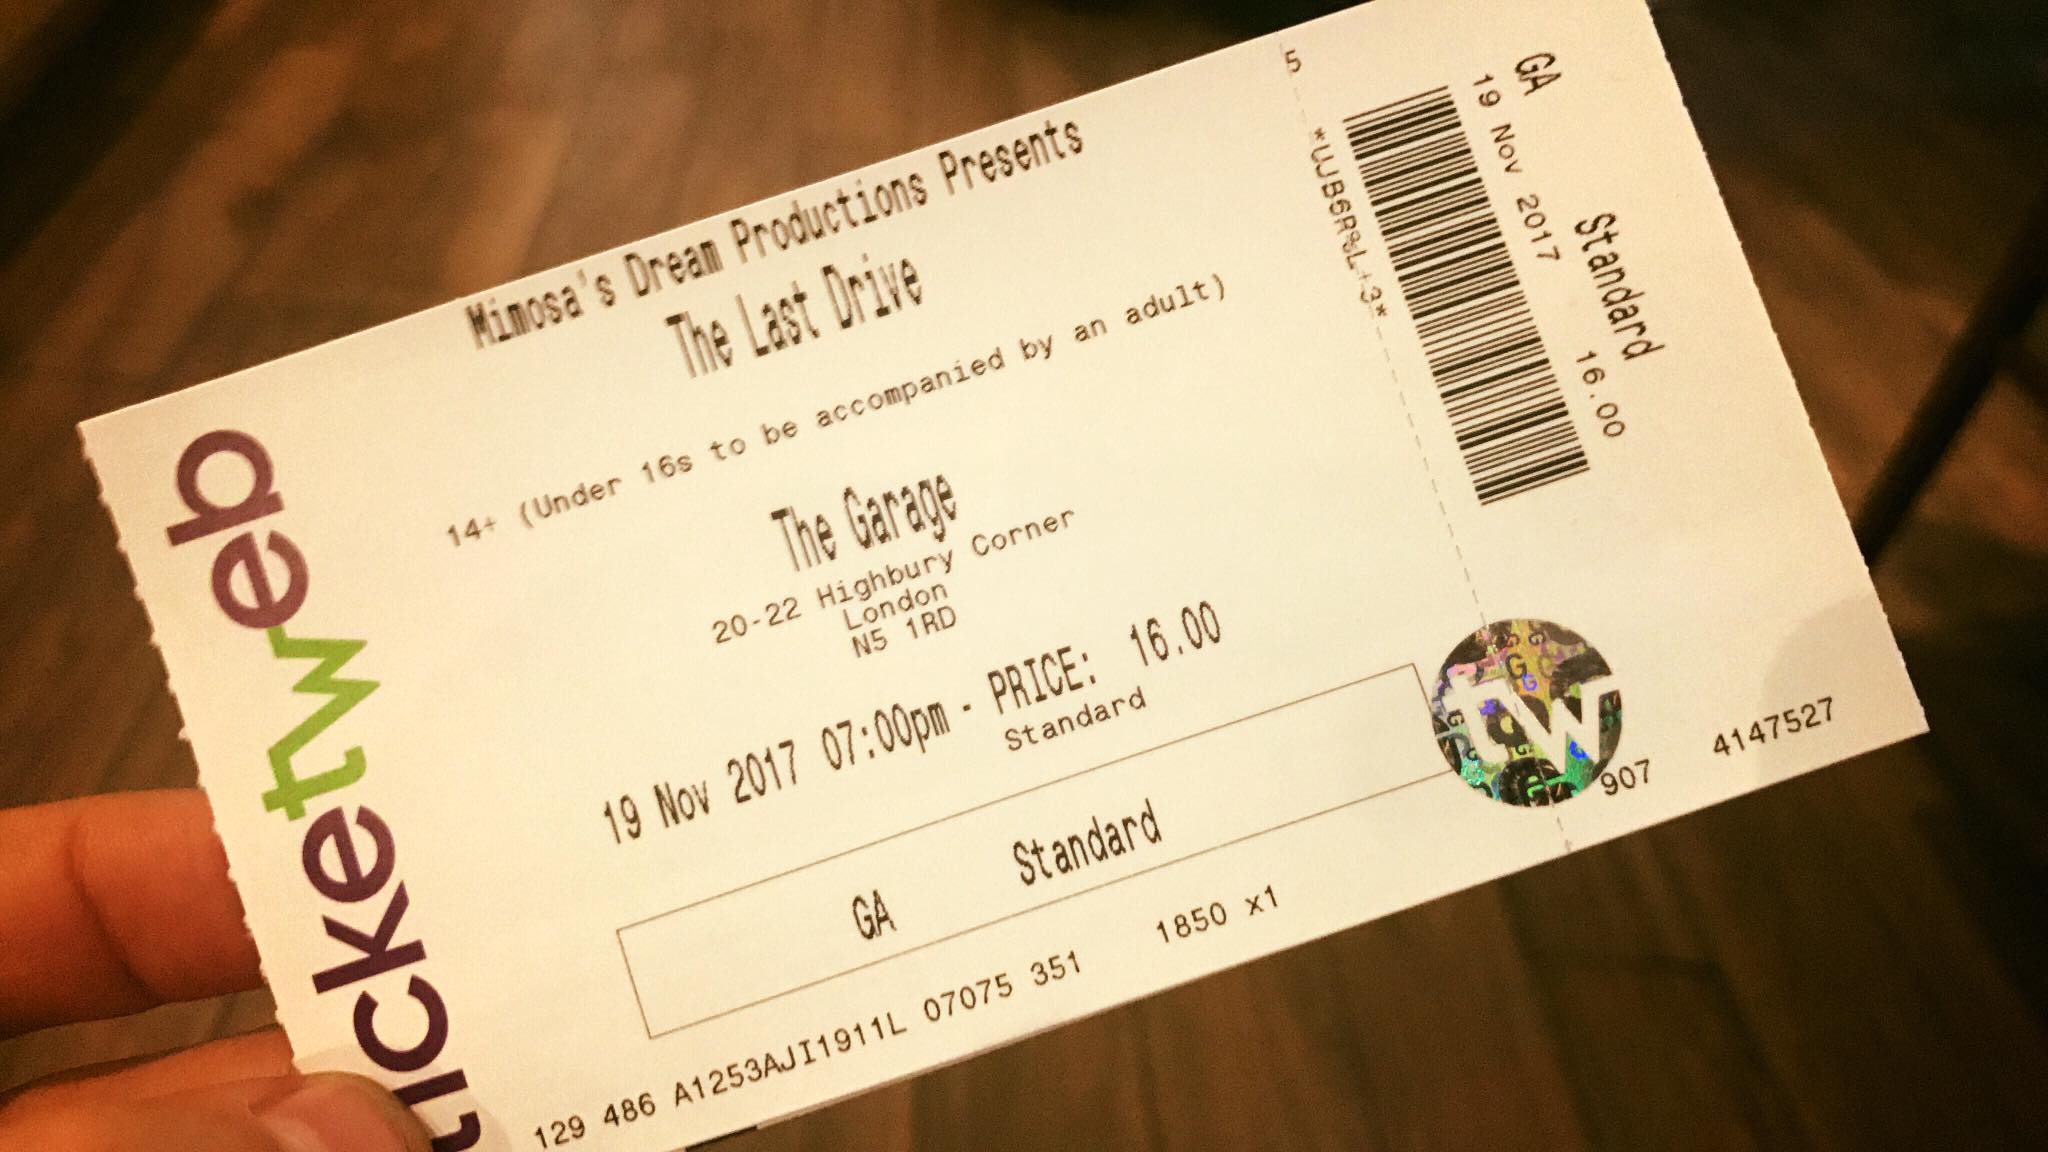 ticketweb
Mimosa's Dream Productions Presents
The Last Drive
14+ (Under 16s to be accompanied by an adult)
The Garage
20-22 Highbury Corner
London
N5 1RD
19 Nov 2017 07:00pm - PRICE: 16.00
Standard
GA Standard
129 486 A1253AJI1911L 07075 351 1850 x1
5
*UJB6R%L+3*
19 Nov 2017 16.00
GA Standard
tw
907 4147527